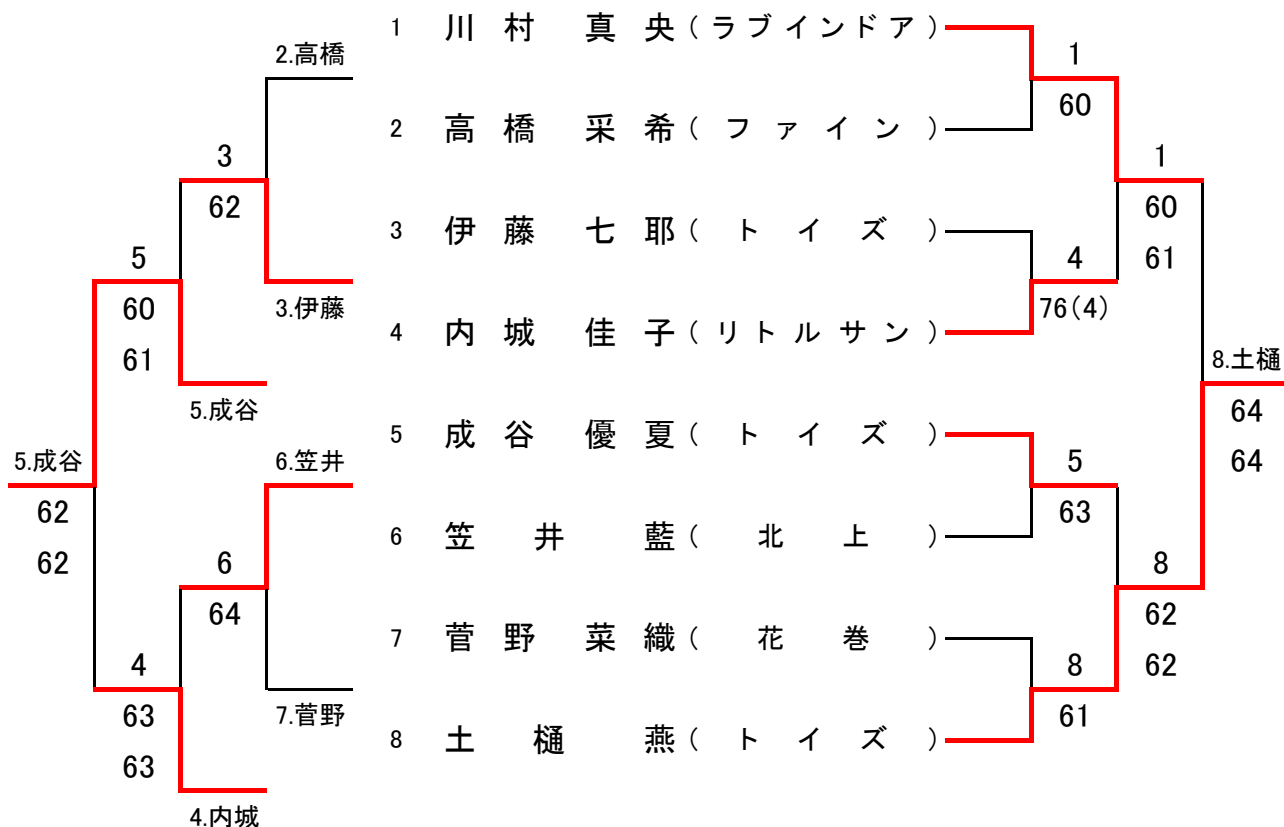 1 川村 真央 (ラブインドア)
2 高橋 采希 (ファイン)
3 伊藤 七耶 (トイズ)
4 内城 佳子 (リトルサン)
5 成谷 優夏 (トイズ)
6 笠井 藍 (北上)
7 菅野 菜織 (花巻)
8 土樋 燕 (トイズ)
1
60
4
76(4)
5
63
8
61
1
60
61
8
62
62
8.土樋
64
64
2.高橋
3
62
3.伊藤
5
60
61
5.成谷
5.成谷
62
62
6.笠井
6
64
7.菅野
4
63
63
4.内城